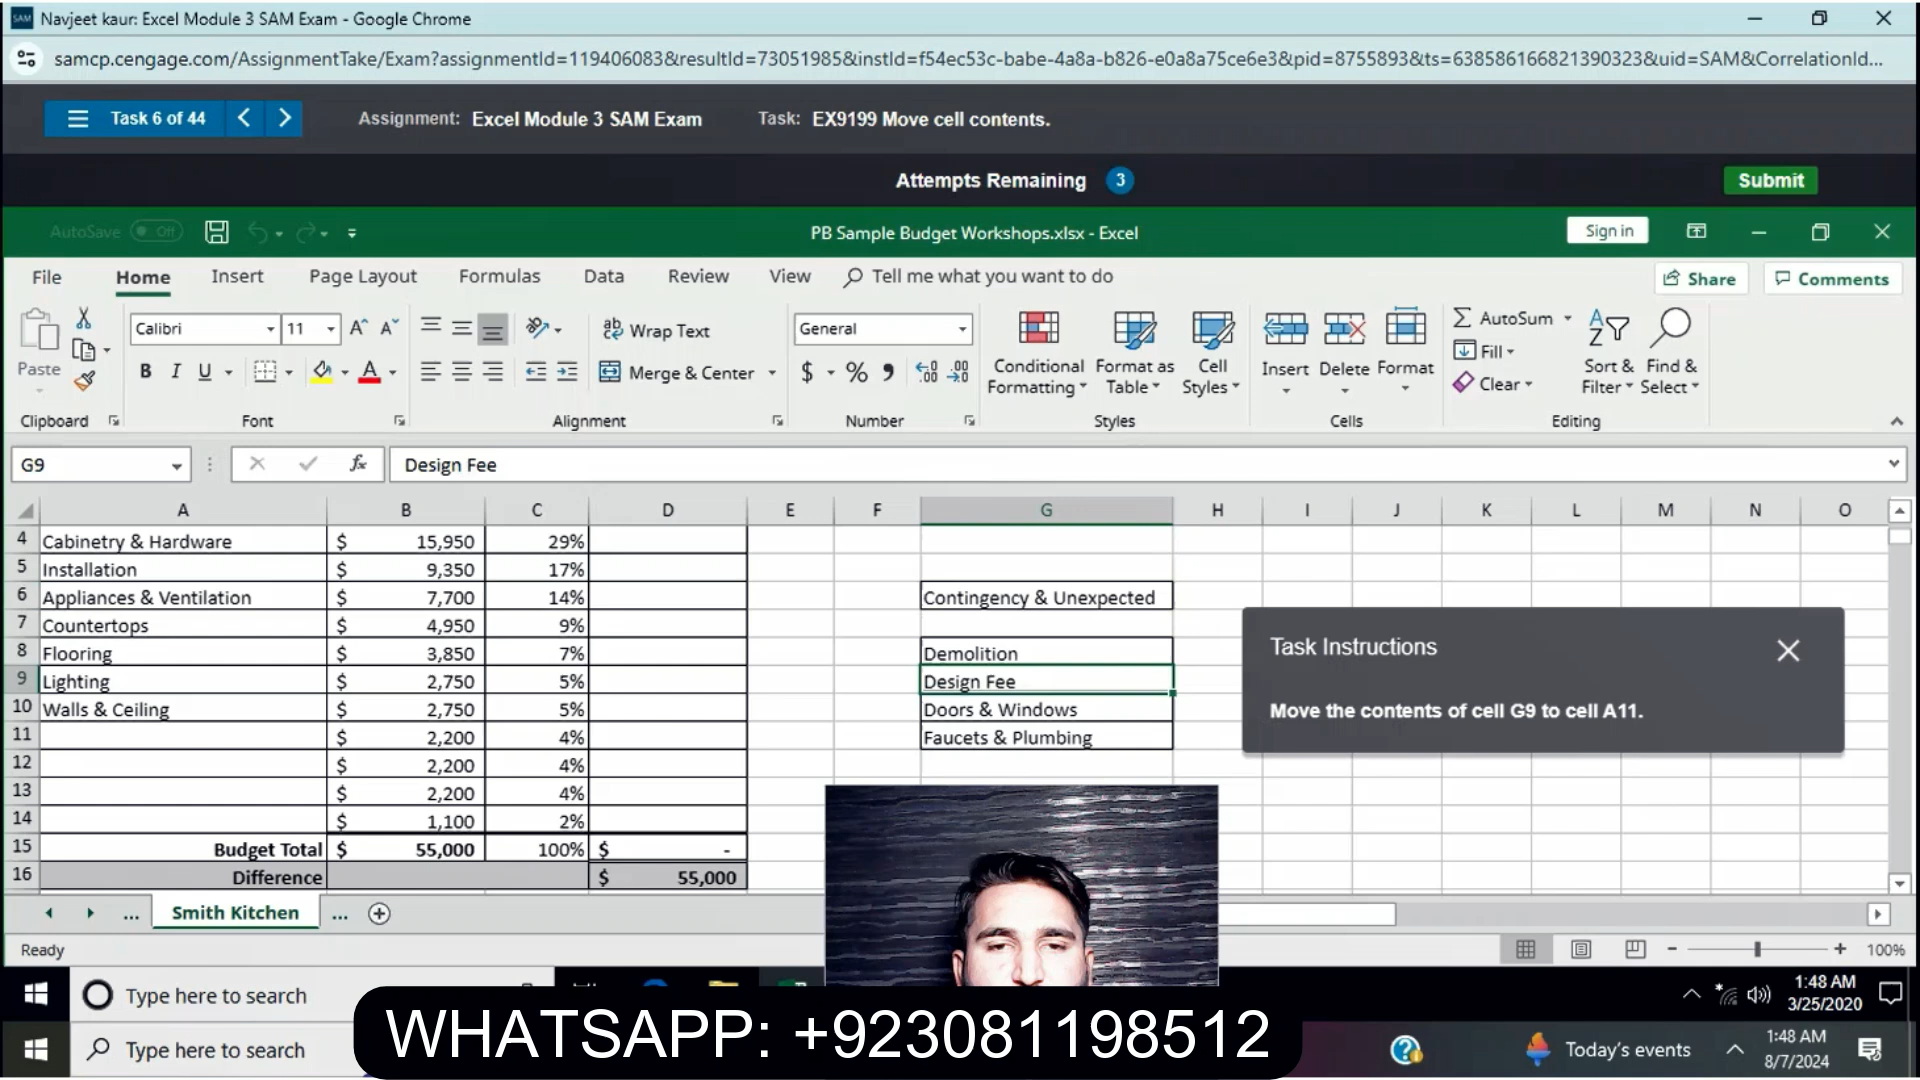 SAM Navjeet kaur: Excel Module 3 SAM Exam - Google Chrome
samcp.cengage.com/AssignmentTake/Exam?assignmentId=119406083&resultId=73051985&instId=f54ec53c-babe-4a8a-b826-e0a8a75ce6e3&pid=8755893&ts=638586166821390323&uid=SAM&CorrelationId...
Task 6 of 44 Assignment: Excel Module 3 SAM Exam Task: EX9199 Move cell contents.
Attempts Remaining 3 Submit
AutoSave Off PB Sample Budget Workshops.xlsx - Excel Sign in
File Home Insert Page Layout Formulas Data Review View Tell me what you want to do Share Comments
Calibri 11 Wrap Text General AutoSum
Fill
Paste B I U Merge & Center $ % Conditional Formatting Format as Table Cell Styles Insert Delete Format Clear Sort & Filter Find & Select
Clipboard Font Alignment Number Styles Cells Editing
G9 fx Design Fee
A B C D E F G H I J K L M N O
4 Cabinetry & Hardware $ 15,950 29%
5 Installation $ 9,350 17%
6 Appliances & Ventilation $ 7,700 14% Contingency & Unexpected
7 Countertops $ 4,950 9%
8 Flooring $ 3,850 7% Demolition
9 Lighting $ 2,750 5% Design Fee
10 Walls & Ceiling $ 2,750 5% Doors & Windows
11 $ 2,200 4% Faucets & Plumbing
12 $ 2,200 4%
13 $ 2,200 4%
14 $ 1,100 2%
15 Budget Total $ 55,000 100% $ -
16 Difference $ 55,000
Task Instructions
Move the contents of cell G9 to cell A11.
... Smith Kitchen ...
Ready 100%
Type here to search 1:48 AM
3/25/2020
WHATSAPP: +923081198512
Type here to search Today's events 1:48 AM
8/7/2024